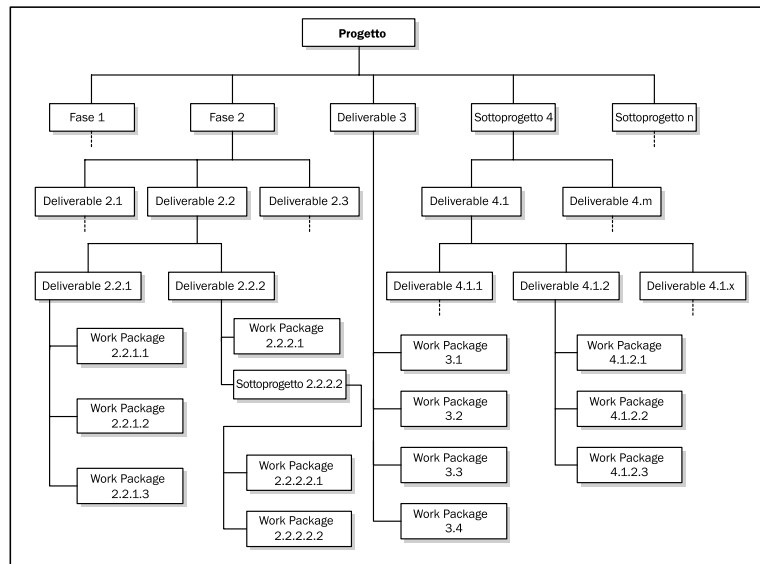 Progetto
Fase 1
Fase 2
Deliverable 3
Sottoprogetto 4
Sottoprogetto n
Deliverable 2.1
Deliverable 2.2
Deliverable 2.3
Deliverable 4.1
Deliverable 4.m
Deliverable 2.2.1
Deliverable 2.2.2
Deliverable 4.1.1
Deliverable 4.1.2
Deliverable 4.1.x
Work Package
2.2.1.1
Work Package
2.2.1.2
Work Package
2.2.1.3
Work Package
2.2.2.1
Sottoprogetto 2.2.2.2
Work Package
2.2.2.2.1
Work Package
2.2.2.2.2
Work Package
3.1
Work Package
3.2
Work Package
3.3
Work Package
3.4
Work Package
4.1.2.1
Work Package
4.1.2.2
Work Package
4.1.2.3